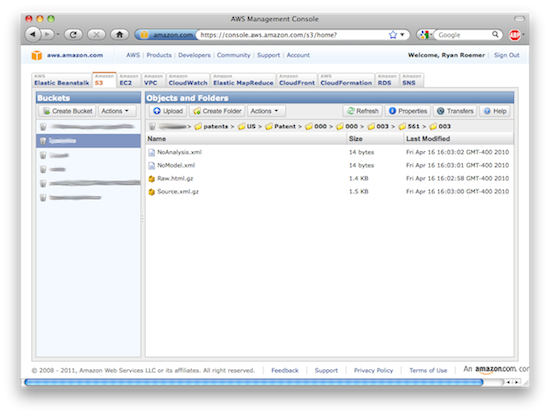 AWS Management Console
amazon.com https://console.aws.amazon.com/s3/home?
Google
ABP
aws.amazon.com AWS | Products | Developers | Community | Support | Account Welcome, Ryan Roemer | Sign Out
AWS Amazon Amazon Amazon Amazon Amazon Amazon AWS Amazon Amazon
Elastic Beanstalk S3 EC2 VPC CloudWatch Elastic MapReduce CloudFront CloudFormation RDS SNS
Buckets Objects and Folders
Create Bucket Actions Upload Create Folder Actions Refresh Properties Transfers Help
> patents > US > Patent > 000 > 000 > 003 > 561 > 003
Name Size Last Modified
NoAnalysis.xml 14 bytes Fri Apr 16 16:03:02 GMT-400 2010
NoModel.xml 14 bytes Fri Apr 16 16:03:01 GMT-400 2010
Raw.html.gz 1.4 KB Fri Apr 16 16:02:58 GMT-400 2010
Source.xml.gz 1.5 KB Fri Apr 16 16:03:00 GMT-400 2010
© 2008 - 2011, Amazon Web Services LLC or its affiliates. All right reserved. | Feedback | Support | Privacy Policy | Terms of Use | An amazon.com. con